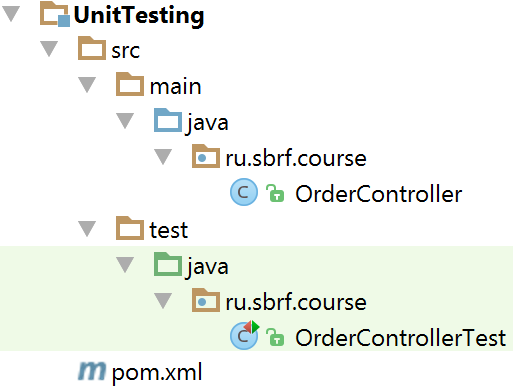 UnitTesting
src
main
java
ru.sbrf.course
C OrderController
test
java
ru.sbrf.course
C OrderControllerTest
m pom.xml